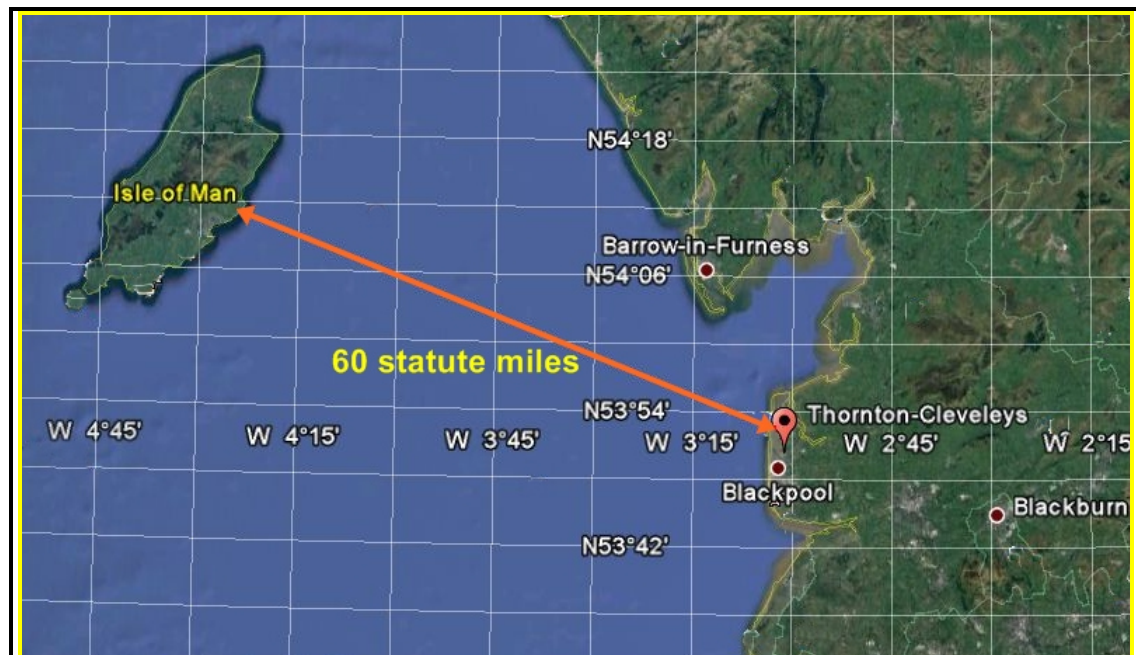 N54°18'
Isle of Man
Barrow-in-Furness
N54°06'
60 statute miles
N53°54'
Thornton-Cleveleys
W 4°45'
W 4°15'
W 3°45'
W 3°15'
W 2°45'
W 2°15'
Blackpool
Blackburn
N53°42'